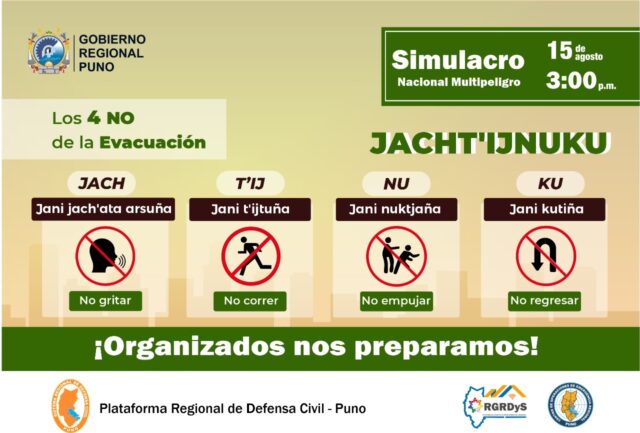 GOBIERNO
REGIONAL
PUNO
Simulacro
Nacional Multipeligro
15 de agosto
3:00 p.m.
Los 4 NO
de la Evacuación
JACHT'IJNUKU
JACH
Jani jach'ata arsuña
No gritar
T'IJ
Jani t'ijtuña
No correr
NU
Jani nuktjaña
No empujar
KU
Jani kutiña
No regresar
¡Organizados nos preparamos!
PUNO
Plataforma Regional de Defensa Civil - Puno
RGRDyS
PUNO